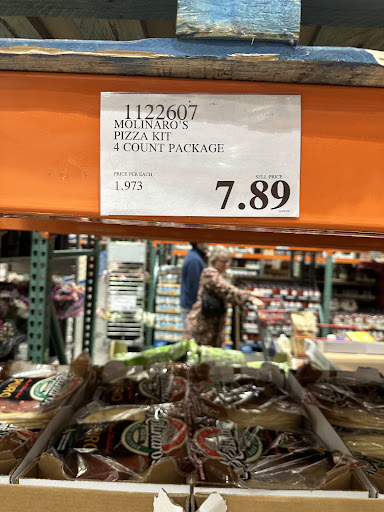 1122607
MOLINARO'S
PIZZA KIT
4 COUNT PACKAGE
PRICE PER EACH
1.973
SELL PRICE
7.89